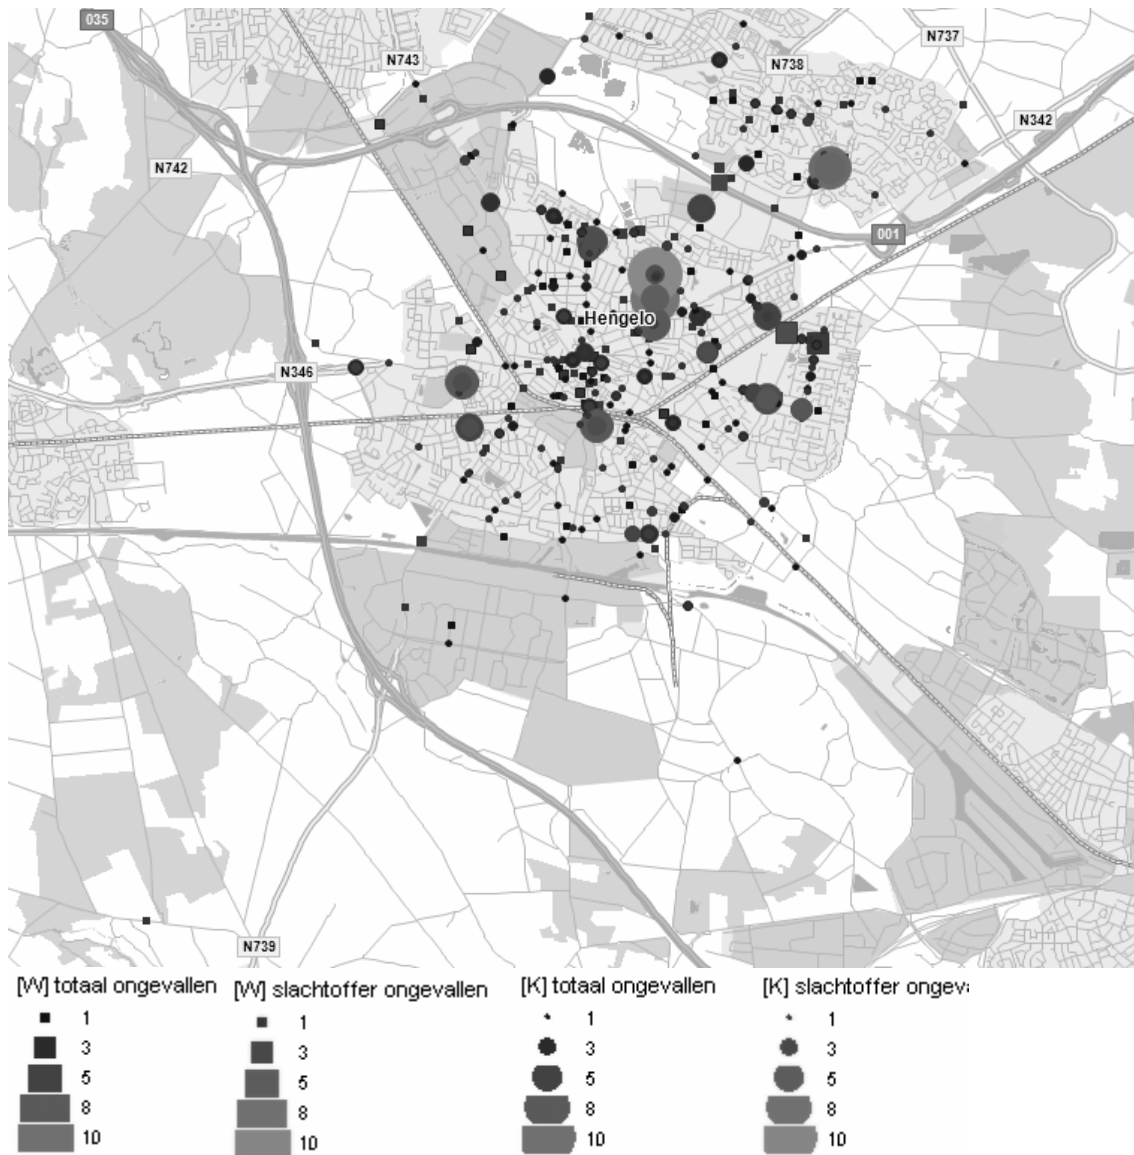 035
N743
N737
N738
N342
N742
001
Hengelo
N346
N739
[W] totaal ongevallen
1
3
5
8
10
[W] slachtoffer ongevallen
1
3
5
8
10
[K] totaal ongevallen
1
3
5
8
10
[K] slachtoffer ongeva
1
3
5
8
10